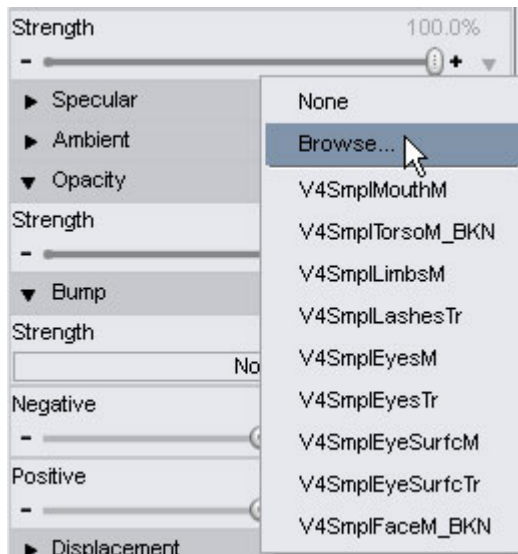 Strength 100.0%
- +
Specular
Ambient
Opacity
Strength
-
Bump
Strength
No
Negative
-
Positive
-
Displacement
None
Browse...
V4SmplMouthM
V4SmplTorsoM_BKN
V4SmplLimbsM
V4SmplLashesTr
V4SmplEyesM
V4SmplEyesTr
V4SmplEyeSurfcM
V4SmplEyeSurfcTr
V4SmplFaceM_BKN